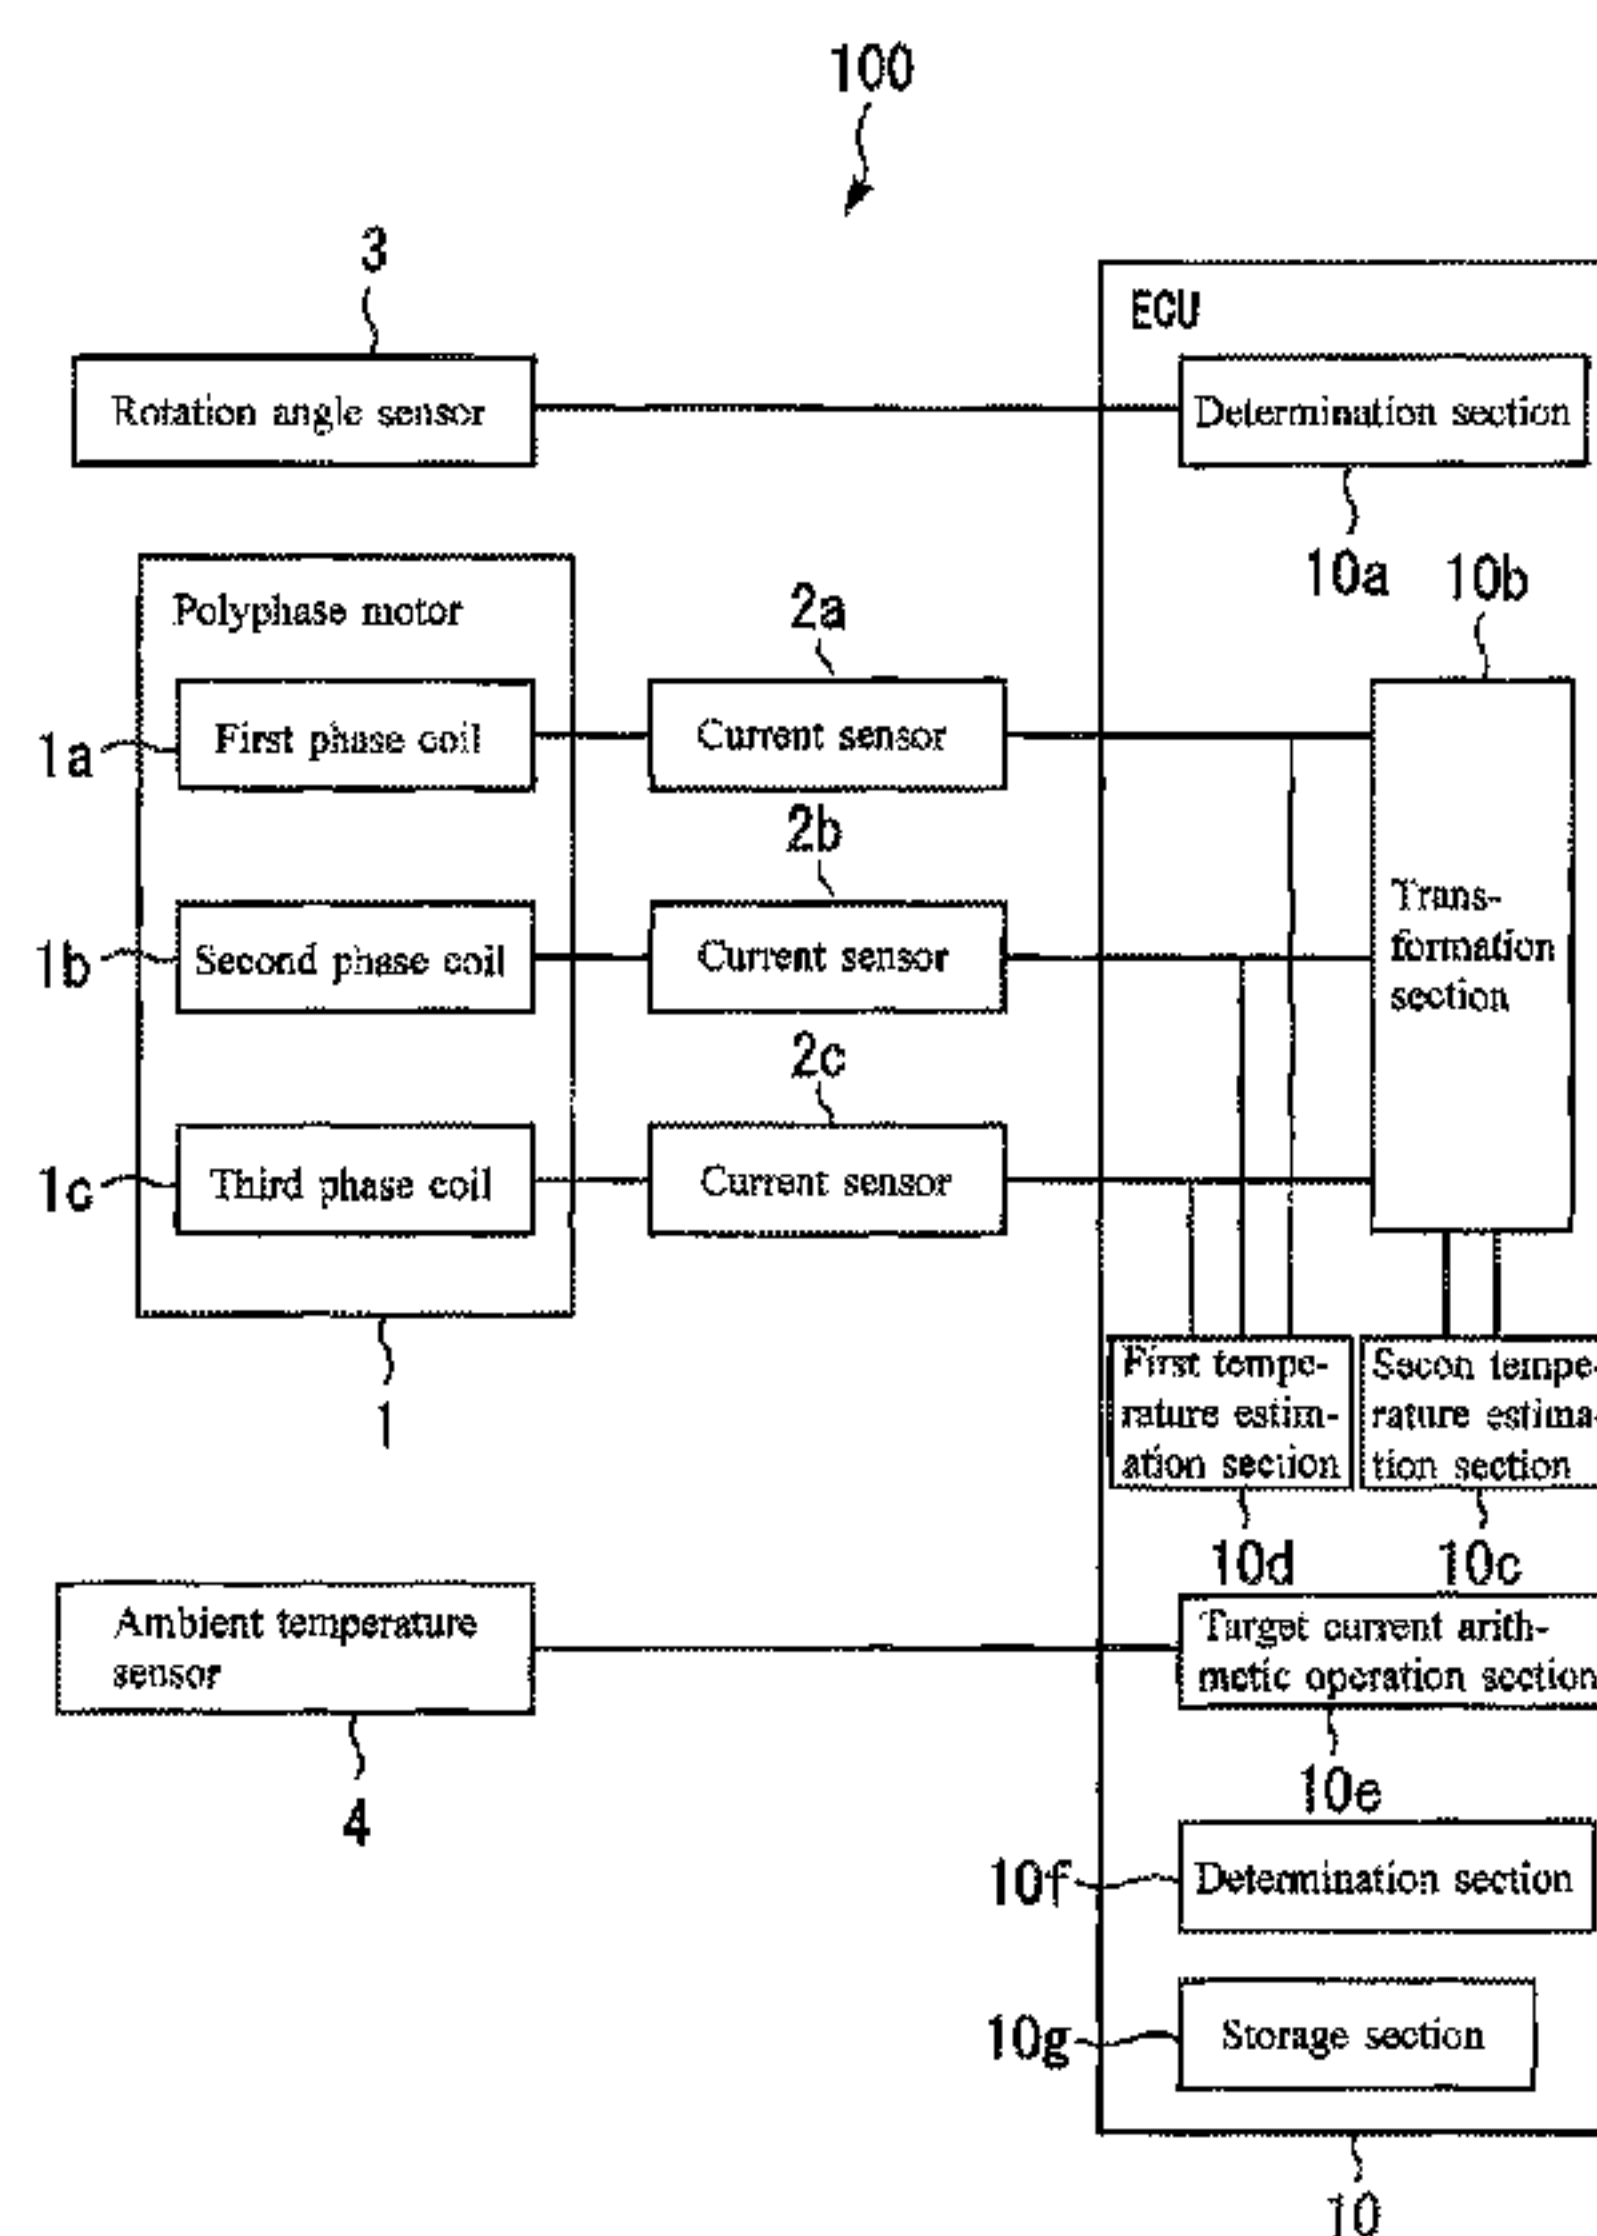 100
3
ECU
Rotation angle sensor
Determination section
10a
10b
Polyphase motor
2a
1a
First phase coil
Current sensor
2b
1b
Second phase coil
Current sensor
Trans-
formation
section
2c
1c
Third phase coil
Current sensor
1
First tempe-
rature estim-
ation section
Secon tempe-
rature estima-
tion section
10d
10c
Ambient temperature
sensor
Target current arith-
metic operation section
4
10e
10f
Determination section
10g
Storage section
10